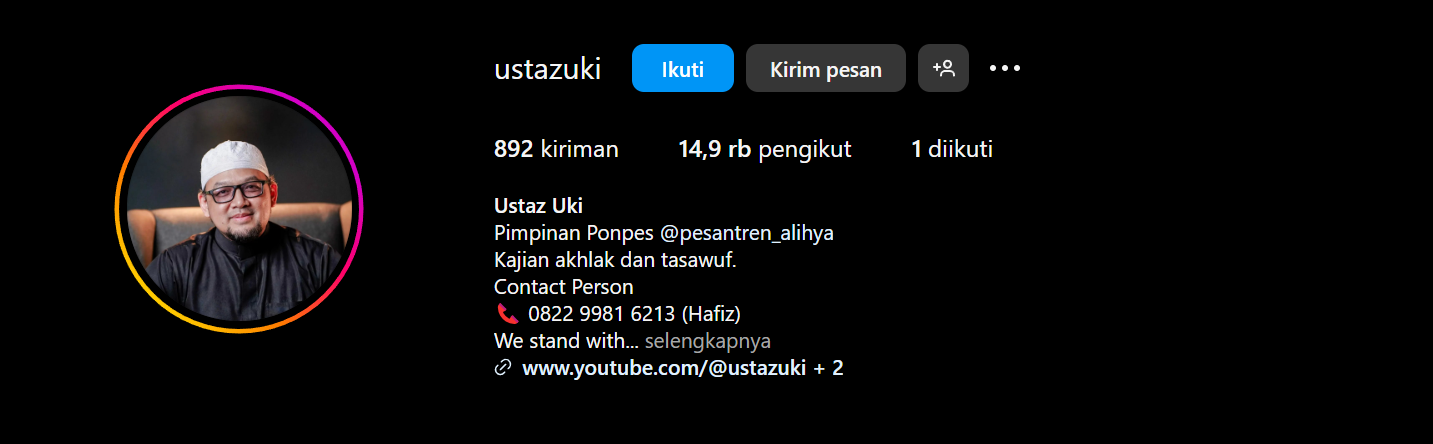 ustazuki Ikuti Kirim pesan
892 kiriman 14,9 rb pengikut 1 diikuti
Ustaz Uki
Pimpinan Ponpes @pesantren_alihya
Kajian akhlak dan tasawuf.
Contact Person
📞 0822 9981 6213 (Hafiz)
We stand with... selengkapnya
www.youtube.com/@ustazuki + 2